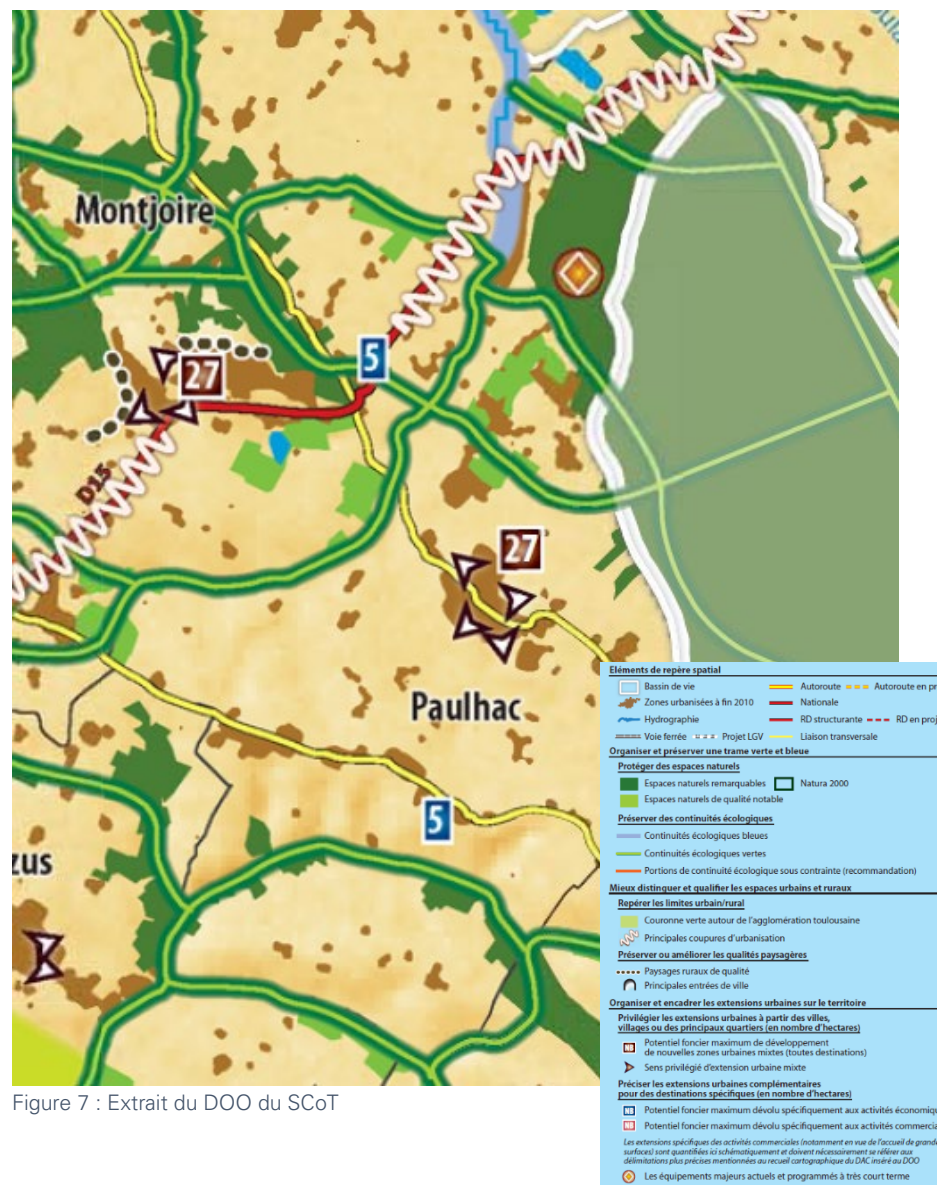 Montjoire
27
5
D15
27
Paulhac
5
zus
Figure 7 : Extrait du DOO du SCoT
Eléments de repère spatial
Bassin de vie
Autoroute
Autoroute en pr
Zones urbanisées à fin 2010
Nationale
Hydrographie
RD structurante
RD en proj
Voie ferrée
Projet LGV
Liaison transversale
Organiser et préserver une trame verte et bleue
Protéger des espaces naturels
Espaces naturels remarquables
Natura 2000
Espaces naturels de qualité notable
Préserver des continuités écologiques
Continuités écologiques bleues
Continuités écologiques vertes
Portions de continuité écologique sous contrainte (recommandation)
Mieux distinguer et qualifier les espaces urbains et ruraux
Repérer les limites urbain/rural
Couronne verte autour de l'agglomération toulousaine
Principales coupures d'urbanisation
Préserver ou améliorer les qualités paysagères
Paysages ruraux de qualité
Principales entrées de ville
Organiser et encadrer les extensions urbaines sur le territoire
Privilégier les extensions urbaines à partir des villes,
villages ou des principaux quartiers (en nombre d'hectares)
NB
Potentiel foncier maximum de développement
de nouvelles zones urbaines mixtes (toutes destinations)
Sens privilégié d'extension urbaine mixte
Préciser les extensions urbaines complémentaires
pour des destinations spécifiques (en nombre d'hectares)
NB
Potentiel foncier maximum dévolu spécifiquement aux activités économiqu
NB
Potentiel foncier maximum dévolu spécifiquement aux activités commercia
Les extensions spécifiques des activités commerciales (notamment en vue de l'accueil de grande
surfaces) sont quantifiées ici schématiquement et doivent nécessairement se référer aux
délimitations plus précises mentionnées au recueil cartographique du DAC inséré au DOO
Les équipements majeurs actuels et programmés à très court terme